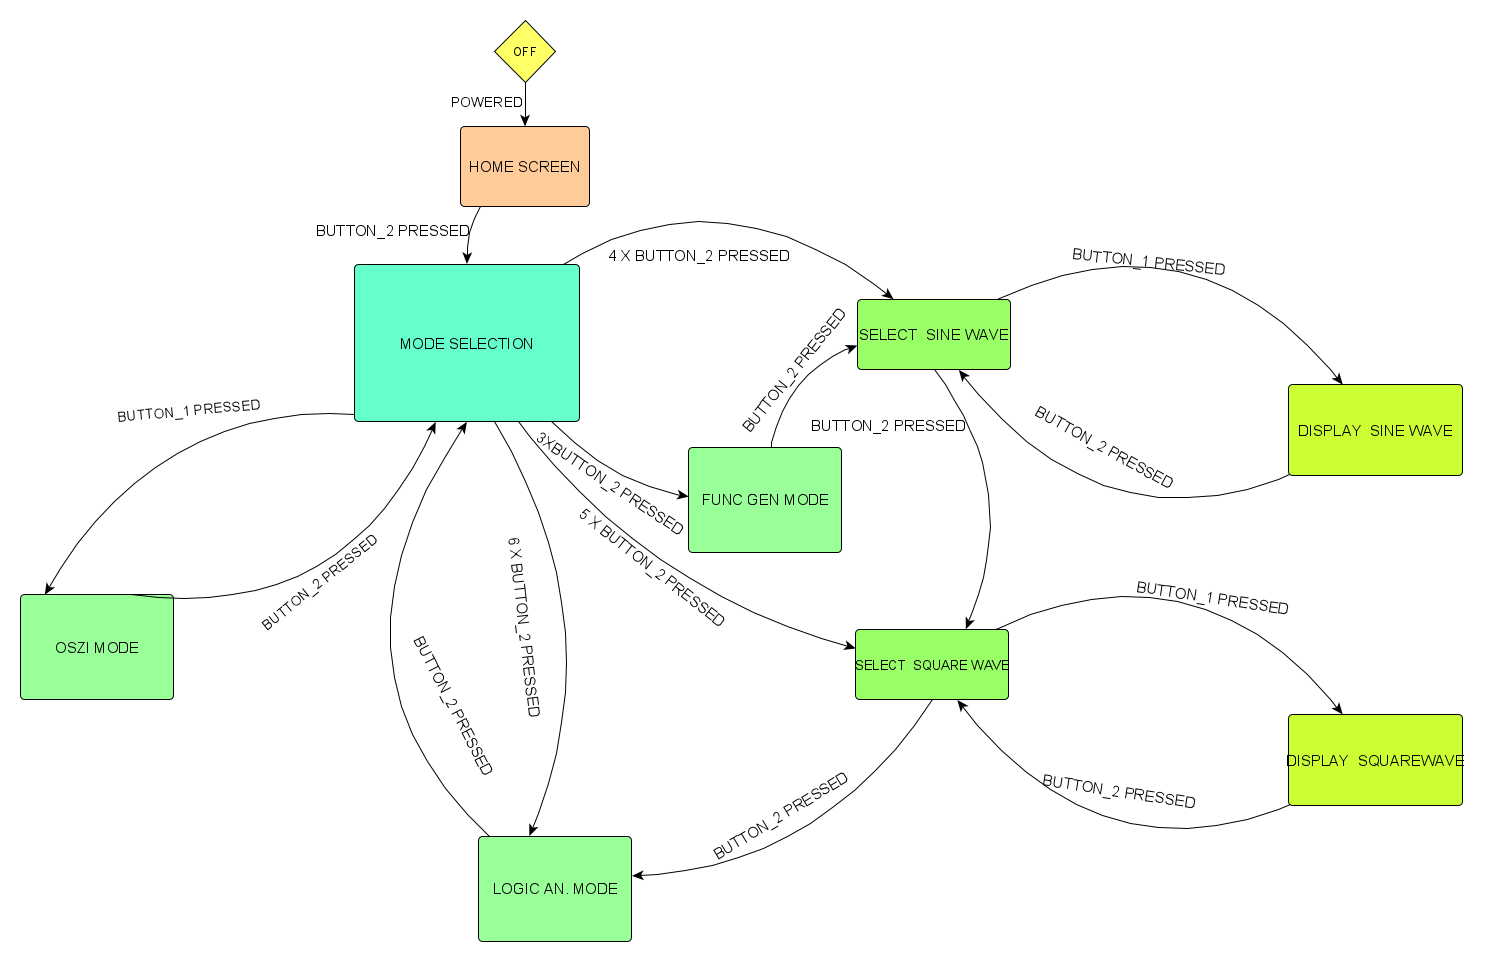 OFF
POWERED
HOME SCREEN
BUTTON_2 PRESSED
4 X BUTTON_2 PRESSED
BUTTON_1 PRESSED
MODE SELECTION
SELECT  SINE WAVE
BUTTON_2 PRESSED
BUTTON_1 PRESSED
BUTTON_2 PRESSED
BUTTON_2 PRESSED
DISPLAY  SINE WAVE
3XBUTTON_2 PRESSED
FUNC GEN MODE
5 X BUTTON_2 PRESSED
6 X BUTTON_2 PRESSED
BUTTON_2 PRESSED
OSZI MODE
BUTTON_2 PRESSED
BUTTON_1 PRESSED
SELECT  SQUARE WAVE
DISPLAY  SQUAREWAVE
BUTTON_2 PRESSED
BUTTON_2 PRESSED
LOGIC AN. MODE